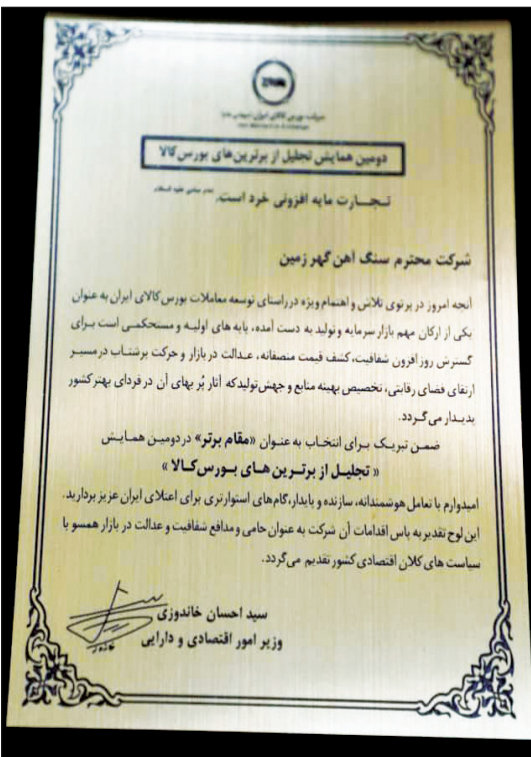 شرکت بورس کالای ایران (سهامی عام)
دومین همایش تجلیل از برترین‌های بورس کالا
تجــارت مایه افزونی خرد است.
شرکت محترم سنگ آهن گهر زمین
آنچه امروز در پرتوی تلاش و اهتمام ویژه در راستای توسعه معاملات بورس کالای ایران به عنوان
یکی از ارکان مهم بازار سرمایه و تولید به دست آمده، پایه های اولیه و مستحکمی است برای
گسترش روز افزون شفافیت، کشف قیمت منصفانه، عدالت در بازار و حرکت پرشتاب در مسیر
ارتقای فضای رقابتی، تخصیص بهینه منابع و جهش تولید که آثار پُر بهای آن در فردای بهتر کشور
پدیدار می گردد.
ضمن تبریک برای انتخاب به عنوان «مقام برتر» در دومین همایش
« تجلیل از برترین های بورس کالا »
امیدوارم با تعامل هوشمندانه، سازنده و پایدار، گام های استوارتری برای اعتلای ایران عزیز بردارید.
این لوح تقدیر به پاس اقدامات آن شرکت به عنوان حامی و مدافع شفافیت و عدالت در بازار همسو با
سیاست های کلان اقتصادی کشور تقدیم می گردد.
سید احسان خاندوزی
وزیر امور اقتصادی و دارایی